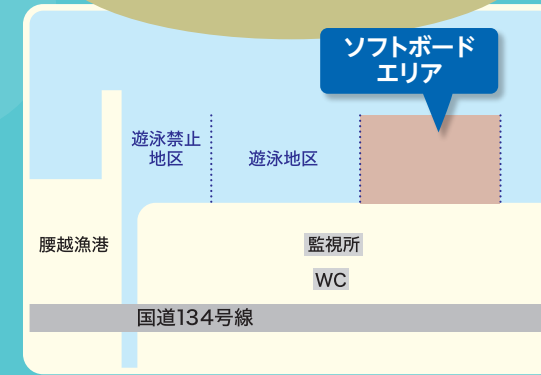 ソフトボード
エリア
遊泳禁止
地区
遊泳地区
腰越漁港
監視所
WC
国道134号線